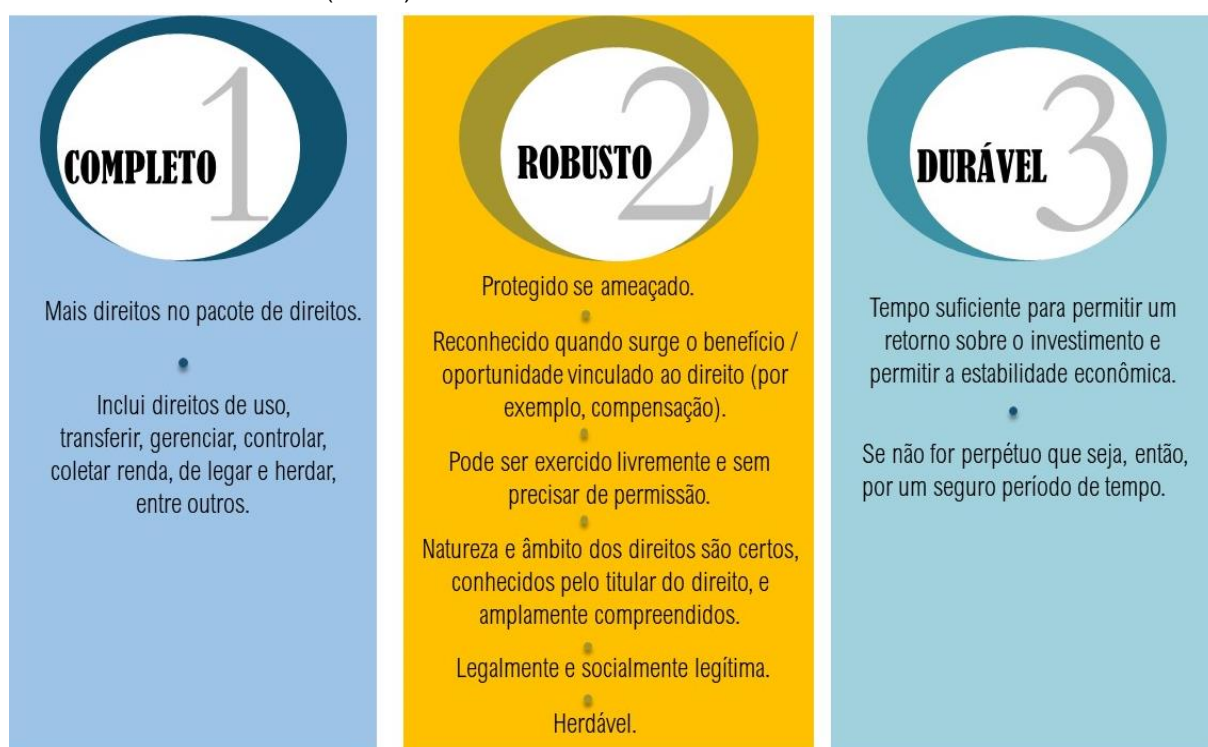 1
COMPLETO
Mais direitos no pacote de direitos.
Inclui direitos de uso,
transferir, gerenciar, controlar,
coletar renda, de legar e herdar,
entre outros.
2
ROBUSTO
Protegido se ameaçado.
Reconhecido quando surge o benefício /
oportunidade vinculado ao direito (por
exemplo, compensação).
Pode ser exercido livremente e sem
precisar de permissão.
Natureza e âmbito dos direitos são certos,
conhecidos pelo titular do direito, e
amplamente compreendidos.
Legalmente e socialmente legítima.
Herdável.
3
DURÁVEL
Tempo suficiente para permitir um
retorno sobre o investimento e
permitir a estabilidade econômica.
Se não for perpétuo que seja, então,
por um seguro período de tempo.